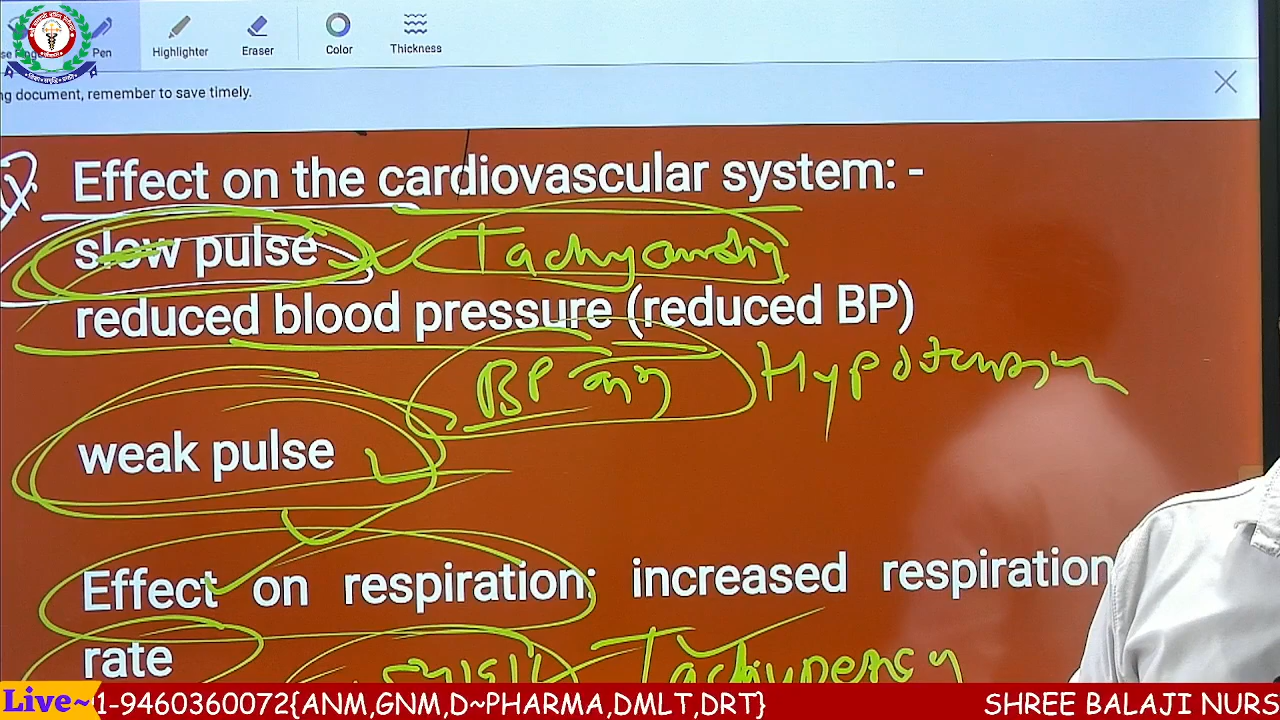 Pen Highlighter Eraser Color Thickness
ng document, remember to save timely.
Effect on the cardiovascular system: -
slow pulse Tachycardia
reduced blood pressure (reduced BP)
BP Hypotension
weak pulse
Effect on respiration: increased respiration
rate
Live~ 1-9460360072{ANM,GNM,D~PHARMA,DMLT,DRT} SHREE BALAJI NURS